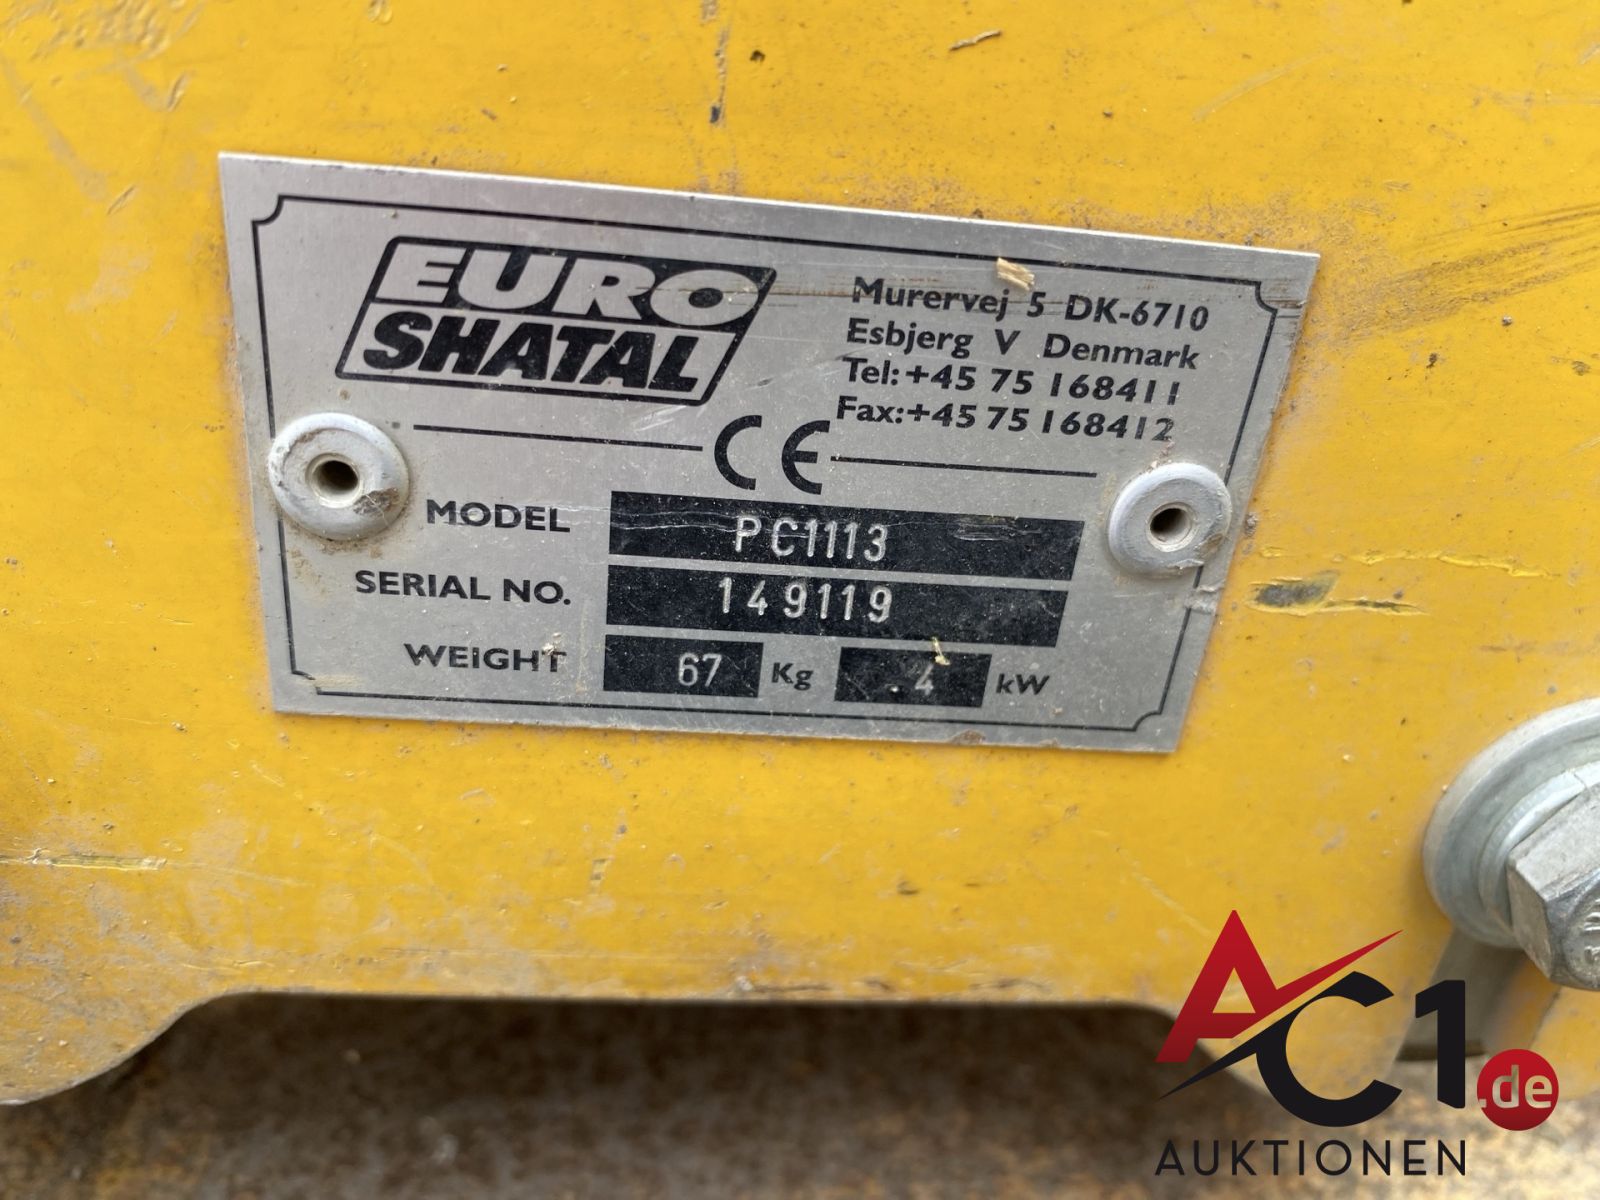 EURO
SHATAL
Murervej 5 DK-6710
Esbjerg V Denmark
Tel:+45 75 168411
Fax:+45 75 168412
CE
MODEL PC1113
SERIAL NO. 149119
WEIGHT 67 Kg 4 kW
AC1.de
AUKTIONEN